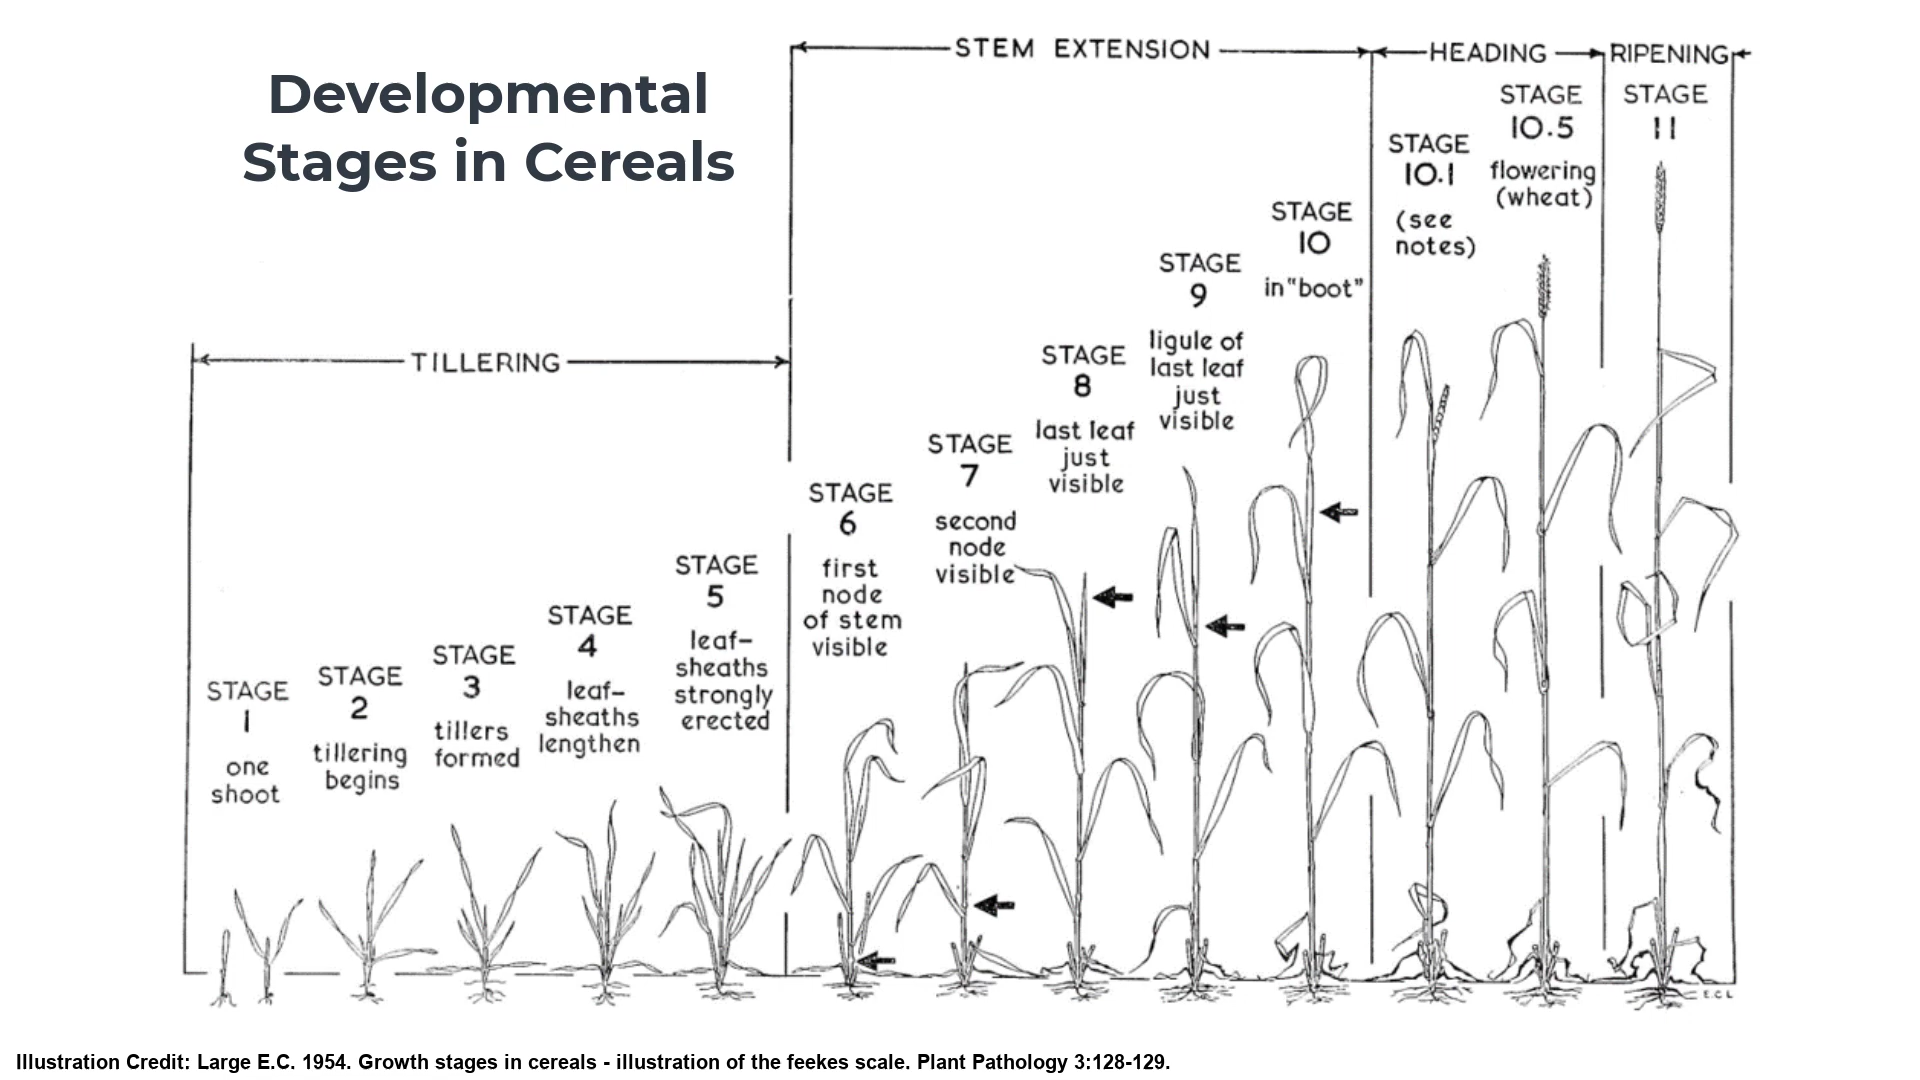 Developmental
Stages in Cereals
STEM EXTENSION
HEADING
RIPENING
TILLERING
STAGE
1
one
shoot
STAGE
2
tillering
begins
STAGE
3
tillers
formed
STAGE
4
leaf-
sheaths
lengthen
STAGE
5
leaf-
sheaths
strongly
erected
STAGE
6
first
node
of stem
visible
STAGE
7
second
node
visible
STAGE
8
last leaf
just
visible
STAGE
9
ligule of
last leaf
just
visible
STAGE
10
in "boot"
STAGE
10.1
(see
notes)
STAGE
10.5
flowering
(wheat)
STAGE
11
E.C.L
Illustration Credit: Large E.C. 1954. Growth stages in cereals - illustration of the feekes scale. Plant Pathology 3:128-129.